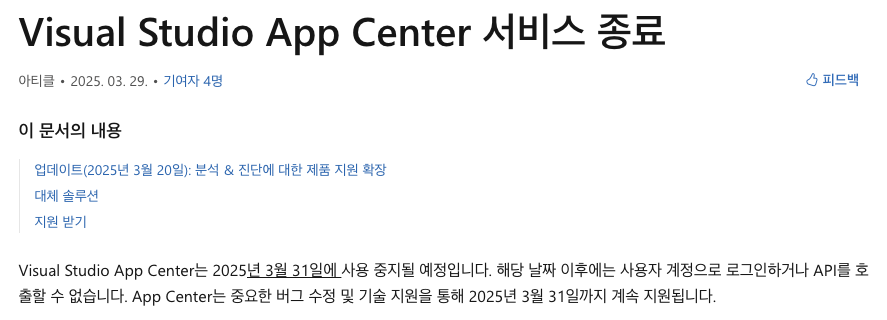 Visual Studio App Center 서비스 종료
아티클 • 2025. 03. 29. • 기여자 4명
피드백
이 문서의 내용
업데이트(2025년 3월 20일): 분석 & 진단에 대한 제품 지원 확장
대체 솔루션
지원 받기
Visual Studio App Center는 2025년 3월 31일에 사용 중지될 예정입니다. 해당 날짜 이후에는 사용자 계정으로 로그인하거나 API를 호
출할 수 없습니다. App Center는 중요한 버그 수정 및 기술 지원을 통해 2025년 3월 31일까지 계속 지원됩니다.